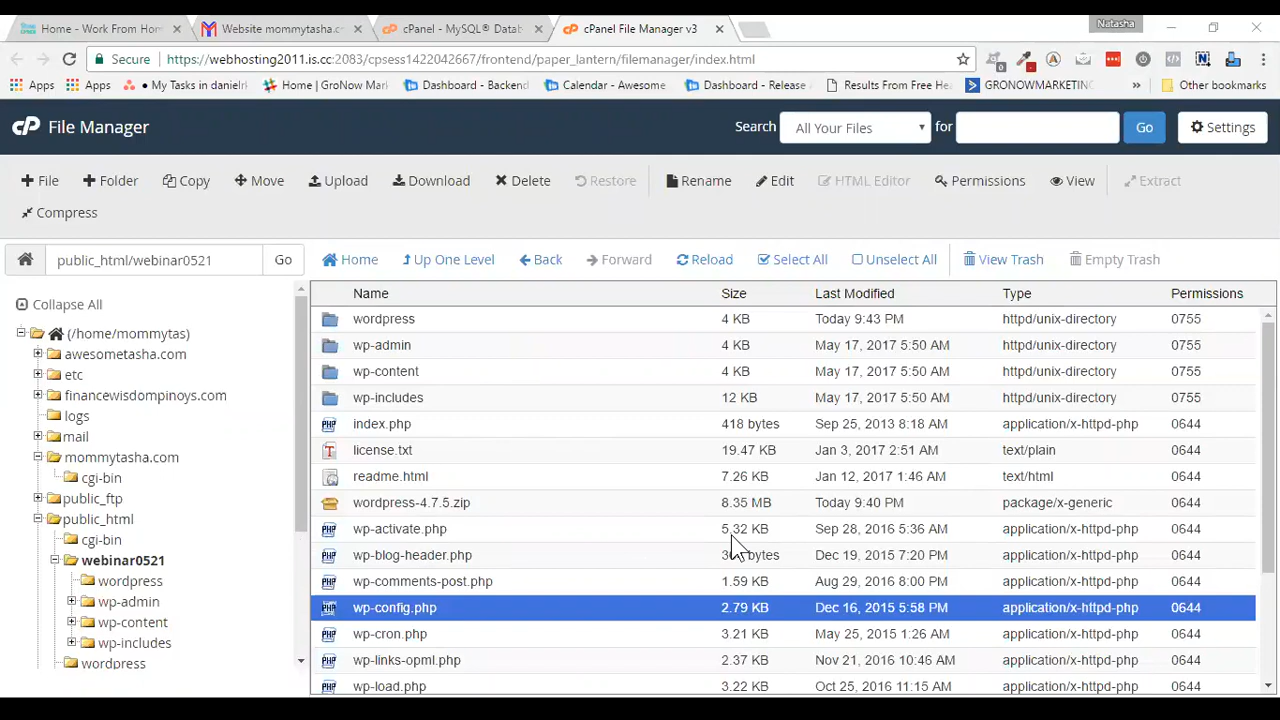 Home - Work From Hom
Website mommytasha.c
cPanel - MySQL® Datab
cPanel File Manager v3
Natasha
Secure
https://webhosting2011.is.cc:2083/cpsess1122042667/frontend/paper_lantern/filemanager/index.html
Apps
Apps
My Tasks in danielr
Home | GroNow Mar
Dashboard - Backend
Calendar - Awesome
Dashboard - Release
Results From Free He
GRONOWMARKETING
Other bookmarks
cP File Manager
Search All Your Files for Go Settings
File Folder Copy Move Upload Download Delete Restore Rename Edit HTML Editor Permissions View Extract
Compress
public_html/webinar0521 Go
Home Up One Level Back Forward Reload Select All Unselect All View Trash Empty Trash
Collapse All
(/home/mommytas)
awesometasha.com
etc
financewisdompinoys.com
logs
mail
mommytasha.com
cgi-bin
public_ftp
public_html
cgi-bin
webinar0521
wordpress
wp-admin
wp-content
wp-includes
wordpress
Name Size Last Modified Type Permissions
wordpress 4 KB Today 9:43 PM httpd/unix-directory 0755
wp-admin 4 KB May 17, 2017 5:50 AM httpd/unix-directory 0755
wp-content 4 KB May 17, 2017 5:50 AM httpd/unix-directory 0755
wp-includes 12 KB May 17, 2017 5:50 AM httpd/unix-directory 0755
index.php 418 bytes Sep 25, 2013 8:18 AM application/x-httpd-php 0644
license.txt 19.47 KB Jan 3, 2017 2:51 AM text/plain 0644
readme.html 7.26 KB Jan 12, 2017 1:46 AM text/html 0644
wordpress-4.7.5.zip 8.35 MB Today 9:40 PM package/x-generic 0644
wp-activate.php 5.32 KB Sep 28, 2016 5:36 AM application/x-httpd-php 0644
wp-blog-header.php bytes Dec 19, 2015 7:20 PM application/x-httpd-php 0644
wp-comments-post.php 1.59 KB Aug 29, 2016 8:00 PM application/x-httpd-php 0644
wp-config.php 2.79 KB Dec 16, 2015 5:58 PM application/x-httpd-php 0644
wp-cron.php 3.21 KB May 25, 2015 1:26 AM application/x-httpd-php 0644
wp-links-opml.php 2.37 KB Nov 21, 2016 10:46 AM application/x-httpd-php 0644
wp-load.php 3.22 KB Oct 25, 2016 11:15 AM application/x-httpd-php 0644